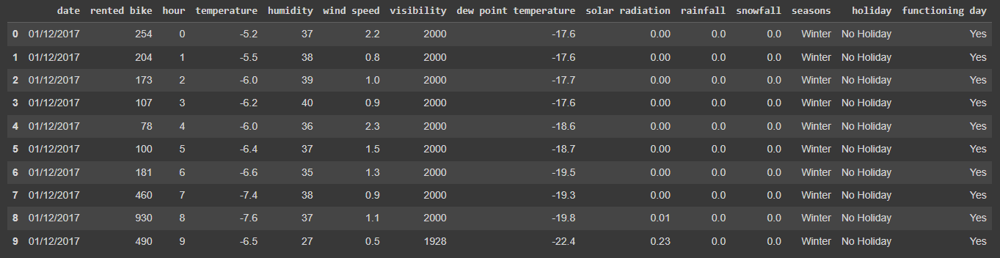 date rented bike hour temperature humidity wind speed visibility dew point temperature solar radiation rainfall snowfall seasons holiday functioning day
0 01/12/2017 254 0 -5.2 37 2.2 2000 -17.6 0.00 0.0 0.0 Winter No Holiday Yes
1 01/12/2017 204 1 -5.5 38 0.8 2000 -17.6 0.00 0.0 0.0 Winter No Holiday Yes
2 01/12/2017 173 2 -6.0 39 1.0 2000 -17.7 0.00 0.0 0.0 Winter No Holiday Yes
3 01/12/2017 107 3 -6.2 40 0.9 2000 -17.6 0.00 0.0 0.0 Winter No Holiday Yes
4 01/12/2017 78 4 -6.0 36 2.3 2000 -18.6 0.00 0.0 0.0 Winter No Holiday Yes
5 01/12/2017 100 5 -6.4 37 1.5 2000 -18.7 0.00 0.0 0.0 Winter No Holiday Yes
6 01/12/2017 181 6 -6.6 35 1.3 2000 -19.5 0.00 0.0 0.0 Winter No Holiday Yes
7 01/12/2017 460 7 -7.4 38 0.9 2000 -19.3 0.00 0.0 0.0 Winter No Holiday Yes
8 01/12/2017 930 8 -7.6 37 1.1 2000 -19.8 0.01 0.0 0.0 Winter No Holiday Yes
9 01/12/2017 490 9 -6.5 27 0.5 1928 -22.4 0.23 0.0 0.0 Winter No Holiday Yes